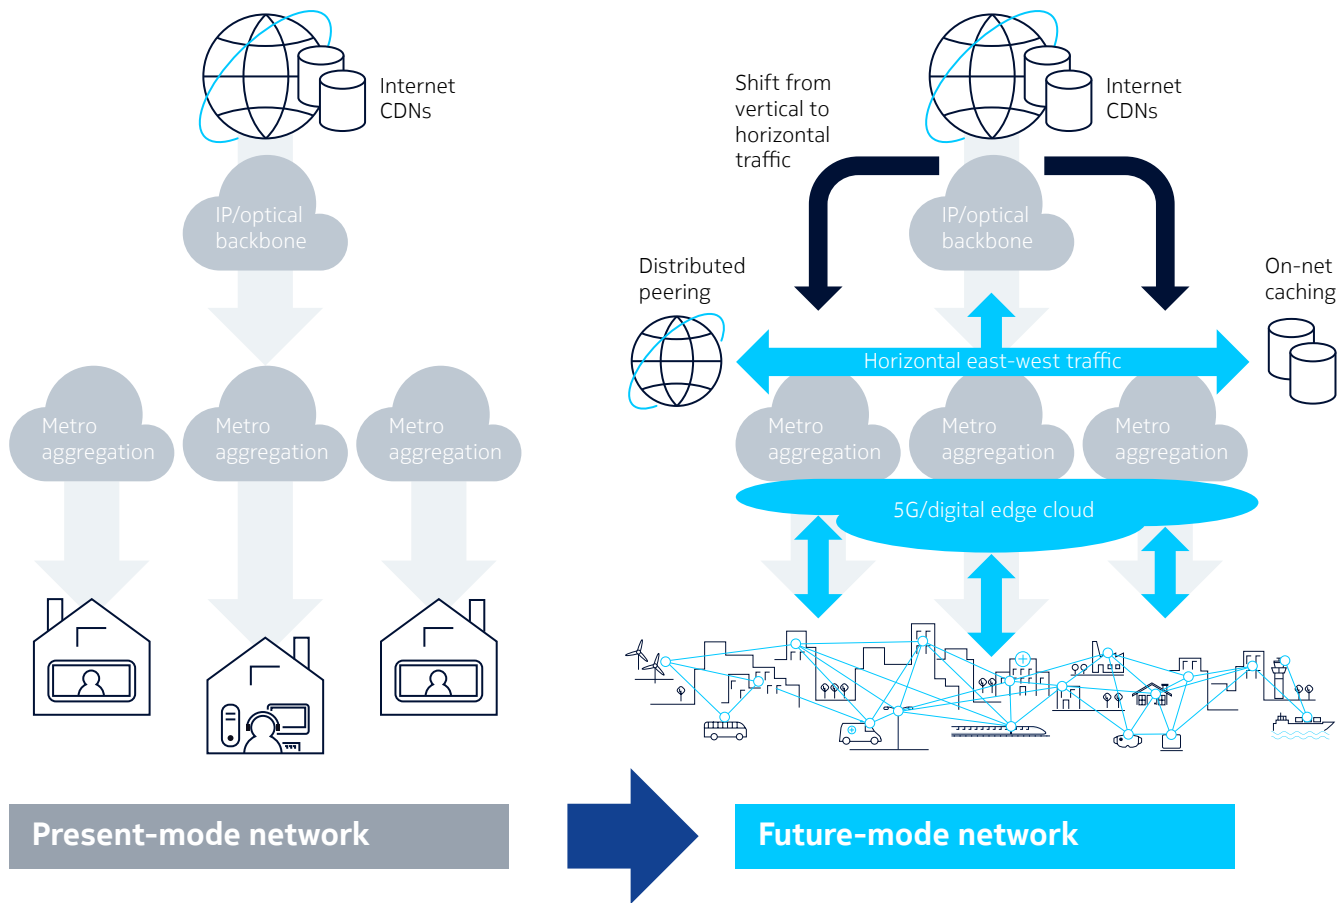 Internet
CDNs
IP/optical
backbone
Metro
aggregation
Metro
aggregation
Metro
aggregation
Present-mode network
Shift from
vertical to
horizontal
traffic
Internet
CDNs
IP/optical
backbone
Distributed
peering
On-net
caching
Horizontal east-west traffic
Metro
aggregation
Metro
aggregation
Metro
aggregation
5G/digital edge cloud
Future-mode network